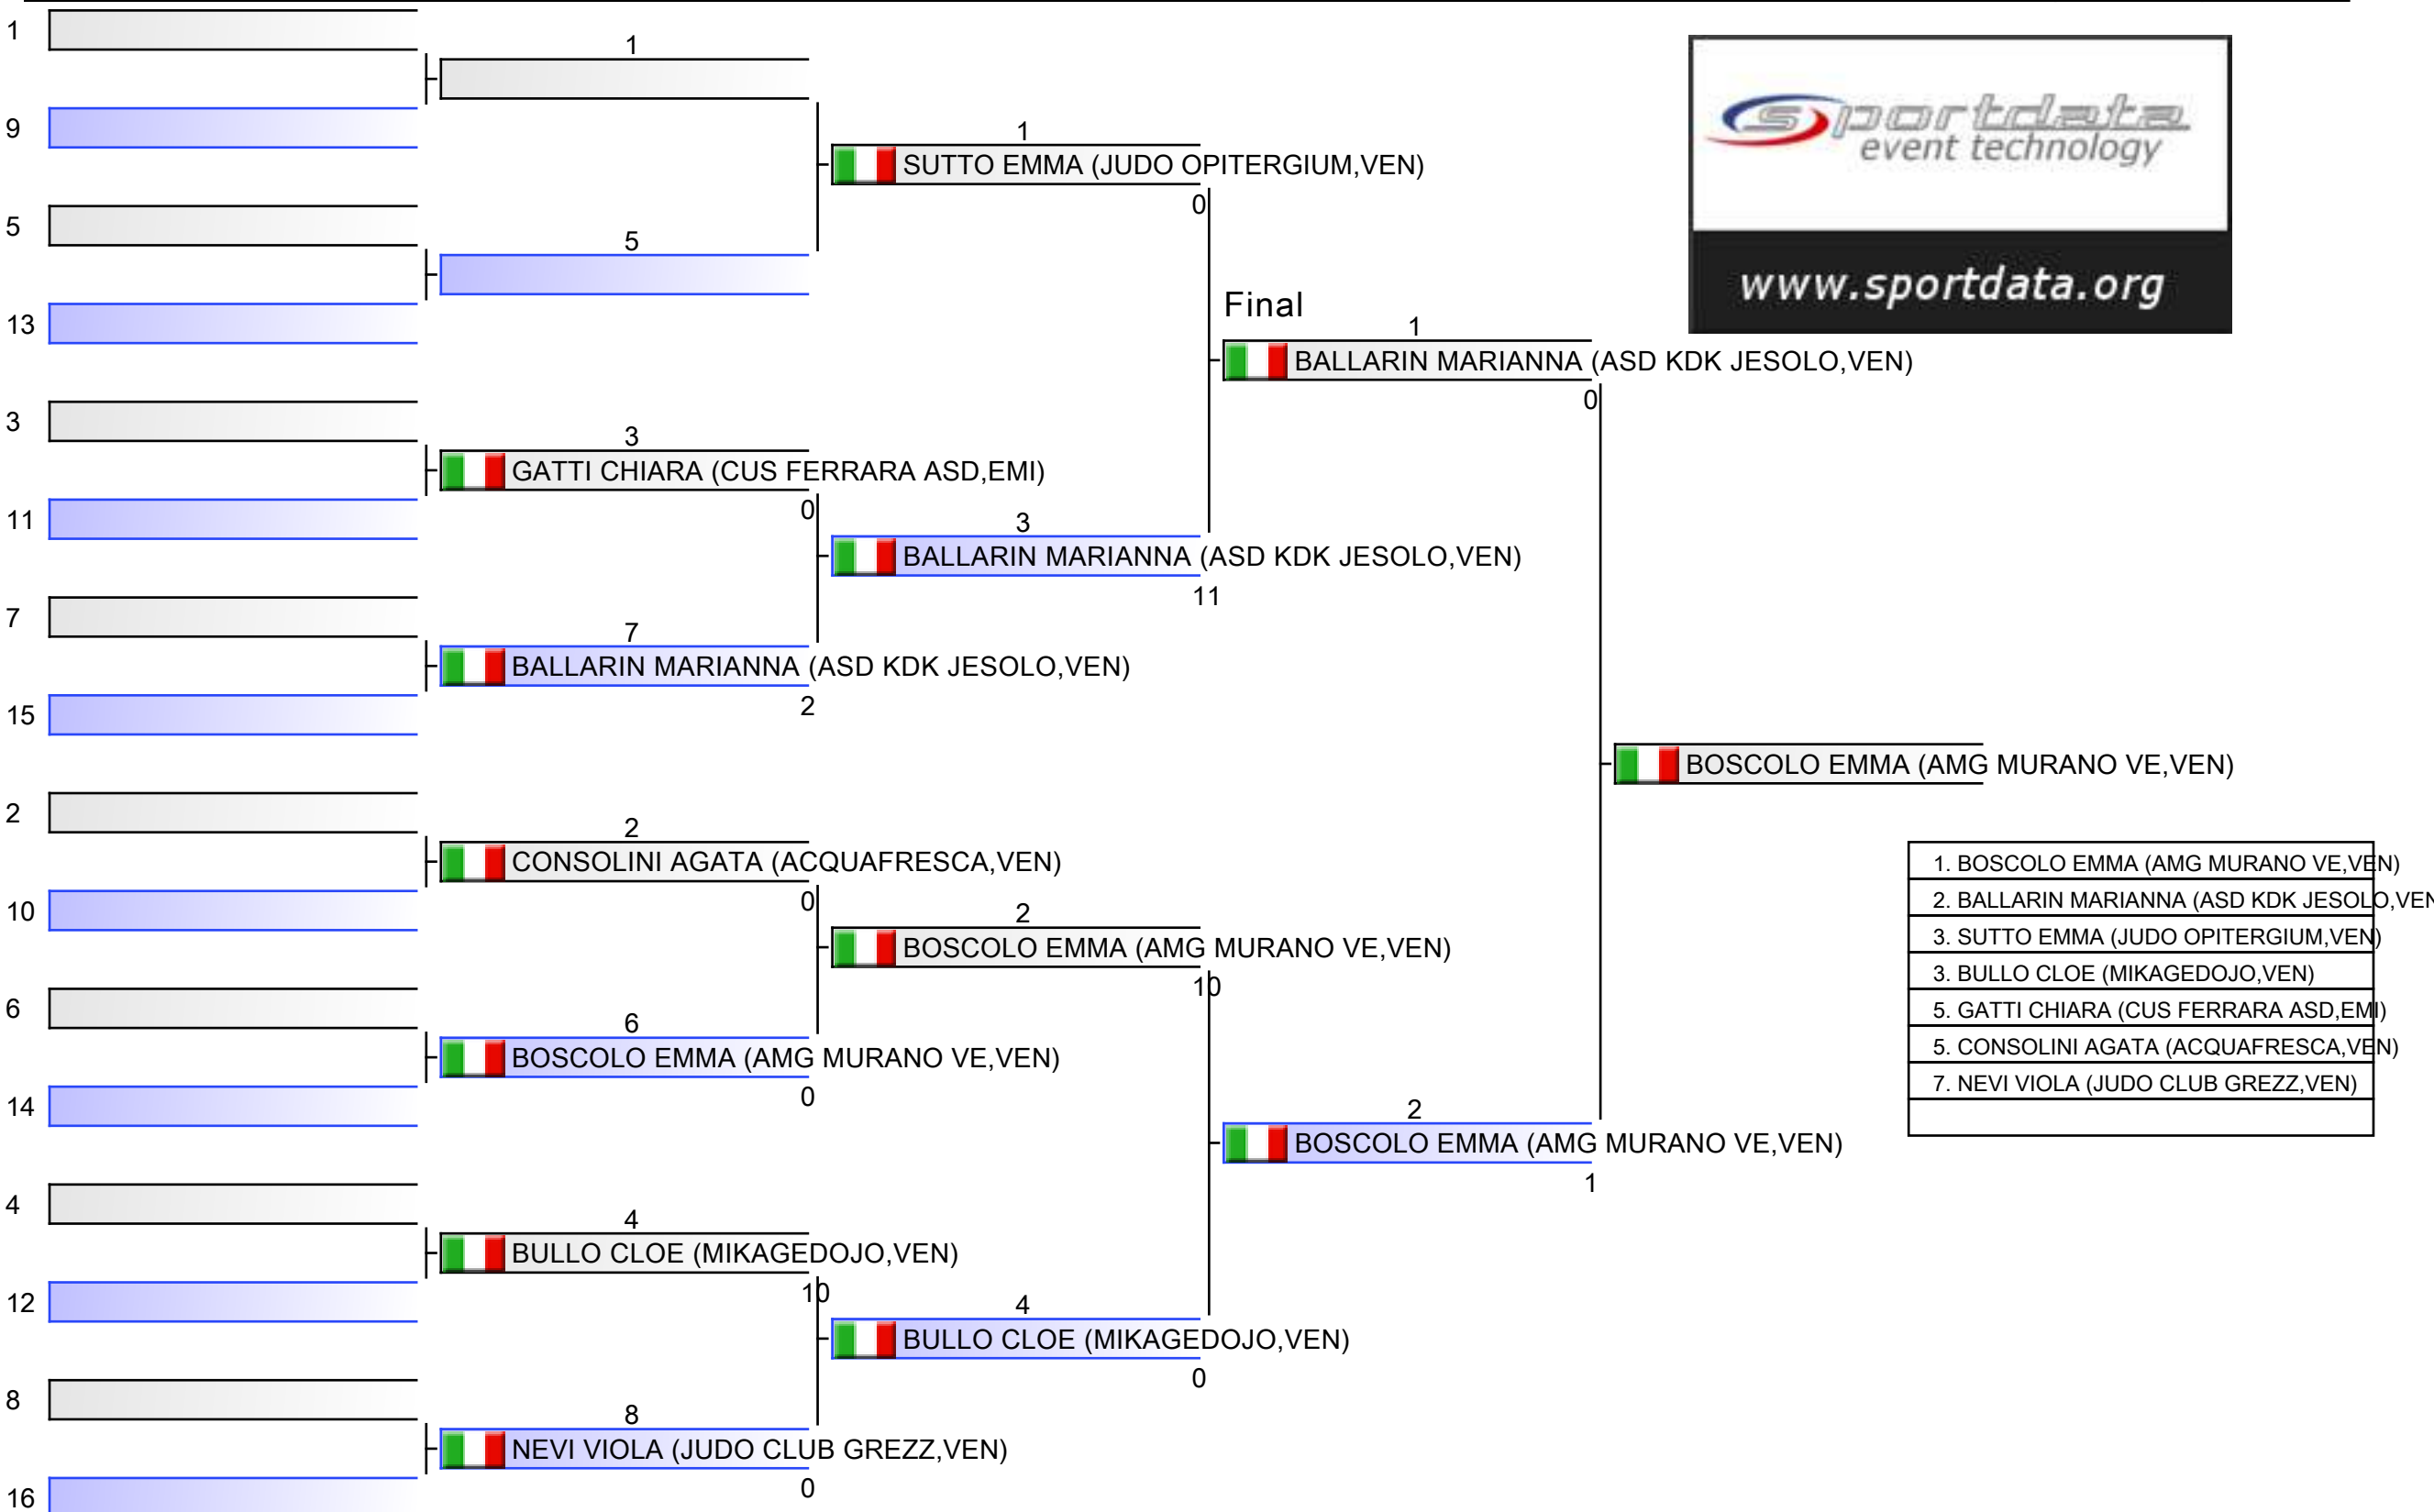 1
1
9
1
SUTTO EMMA (JUDO OPITERGIUM,VEN)
0
5
5
13
sportdata
event technology
www.sportdata.org
Final
1
BALLARIN MARIANNA (ASD KDK JESOLO,VEN)
0
3
3
GATTI CHIARA (CUS FERRARA ASD,EMI)
0
11
3
BALLARIN MARIANNA (ASD KDK JESOLO,VEN)
11
7
7
BALLARIN MARIANNA (ASD KDK JESOLO,VEN)
2
15
BOSCOLO EMMA (AMG MURANO VE,VEN)
2
2
CONSOLINI AGATA (ACQUAFRESCA,VEN)
0
10
2
BOSCOLO EMMA (AMG MURANO VE,VEN)
10
6
6
BOSCOLO EMMA (AMG MURANO VE,VEN)
0
14
2
BOSCOLO EMMA (AMG MURANO VE,VEN)
1
1. BOSCOLO EMMA (AMG MURANO VE,VEN)
2. BALLARIN MARIANNA (ASD KDK JESOLO,VEN
3. SUTTO EMMA (JUDO OPITERGIUM,VEN)
3. BULLO CLOE (MIKAGEDOJO,VEN)
5. GATTI CHIARA (CUS FERRARA ASD,EMI)
5. CONSOLINI AGATA (ACQUAFRESCA,VEN)
7. NEVI VIOLA (JUDO CLUB GREZZ,VEN)
4
4
BULLO CLOE (MIKAGEDOJO,VEN)
10
12
4
BULLO CLOE (MIKAGEDOJO,VEN)
0
8
8
NEVI VIOLA (JUDO CLUB GREZZ,VEN)
0
16